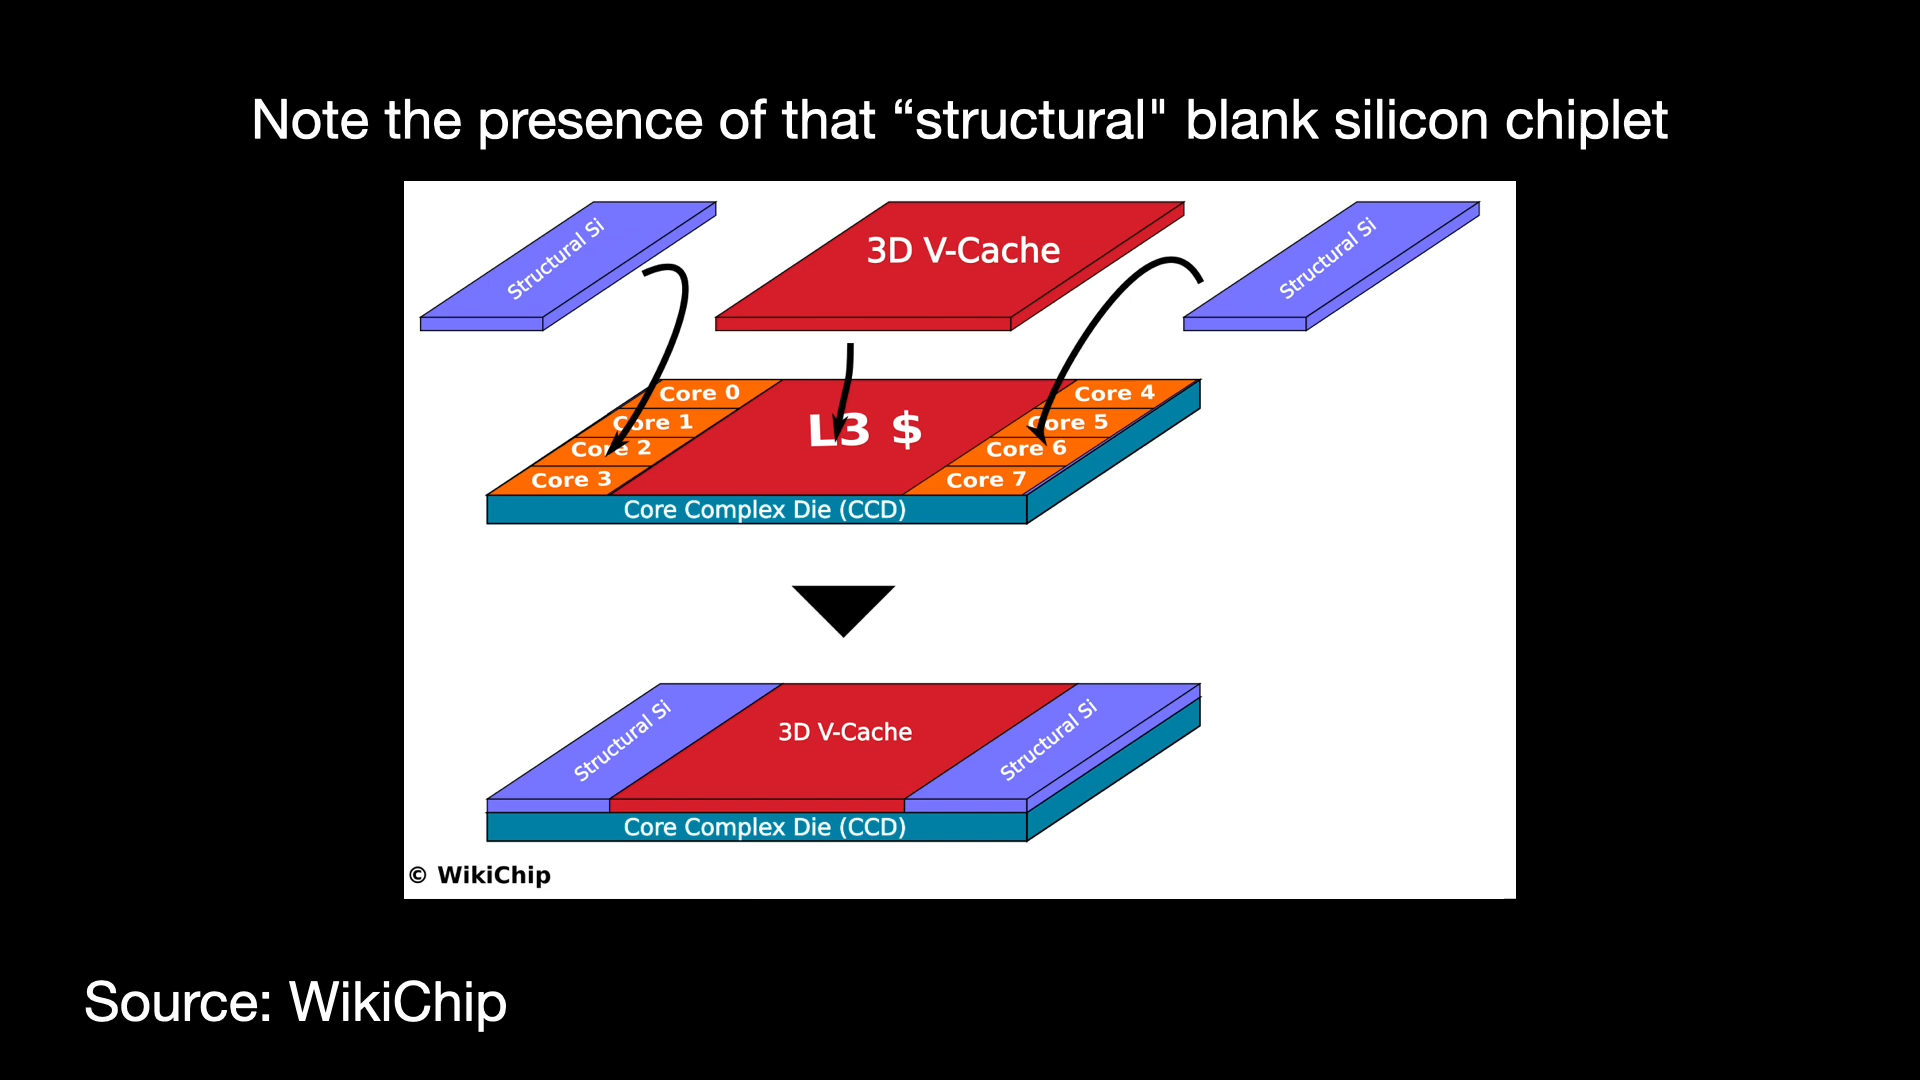 Note the presence of that “structural" blank silicon chiplet
Structural Si
3D V-Cache
Structural Si
Core 0
Core 1
Core 2
Core 3
L3 $
Core 4
Core 5
Core 6
Core 7
Core Complex Die (CCD)
Structural Si
3D V-Cache
Structural Si
Core Complex Die (CCD)
© WikiChip
Source: WikiChip